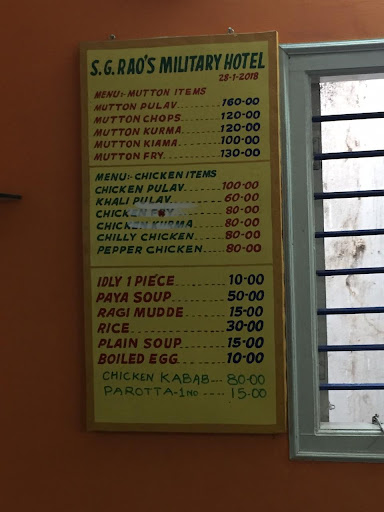 S.G. RAO'S MILITARY HOTEL
28-1-2018
MENU:- MUTTON ITEMS
MUTTON PULAV........160-00
MUTTON CHOPS........120-00
MUTTON KURMA........120-00
MUTTON KIAMA........100-00
MUTTON FRY..........130-00
MENU:- CHICKEN ITEMS
CHICKEN PULAV.......100-00
KHALI PULAV.........60-00
CHICKEN FRY.........80-00
CHICKEN KURMA.......80-00
CHILLY CHICKEN......80-00
PEPPER CHICKEN......80-00
IDLY 1 PIECE........10-00
PAYA SOUP...........50-00
RAGI MUDDE..........15-00
RICE................30-00
PLAIN SOUP..........15-00
BOILED EGG..........10-00
CHICKEN KABAB---80-00
PAROTTA-1NO----15-00